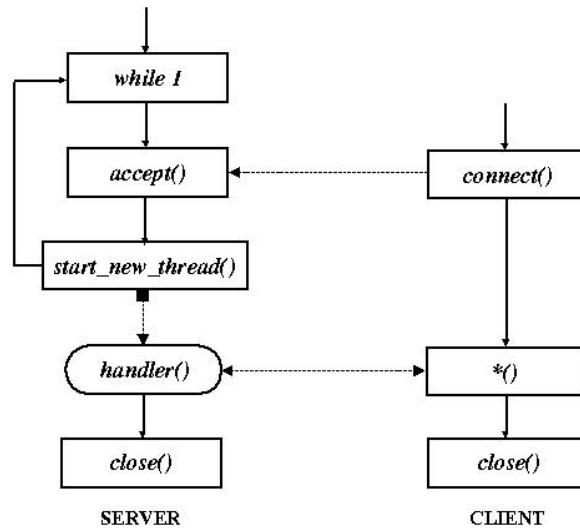 while 1
accept()
connect()
start_new_thread()
handler()
*()
close()
close()
SERVER
CLIENT